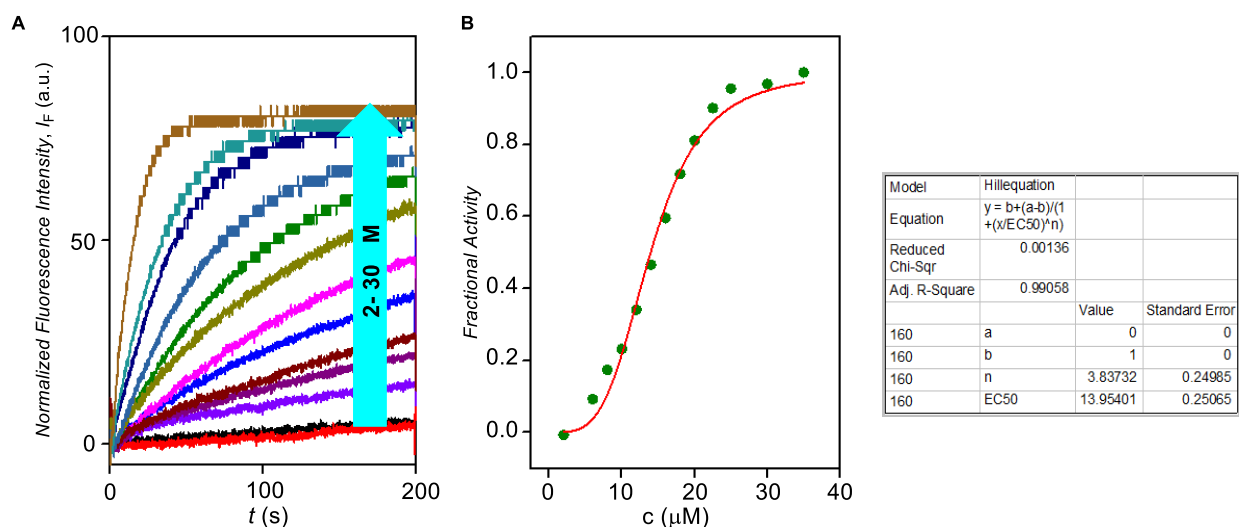 A
100
50
0
0
100
200
Normalized Fluorescence Intensity, IF (a.u.)
t (s)
2- 30 M
B
1.0
0.8
0.6
0.4
0.2
0.0
0
10
20
30
40
Fractional Activity
c (μM)
Model Hillequation
Equation y = b+(a-b)/(1
+(x/EC50)^n)
Reduced 0.00136
Chi-Sqr
Adj. R-Square 0.99058
Value Standard Error
160 a 0 0
160 b 1 0
160 n 3.83732 0.24985
160 EC50 13.95401 0.25065